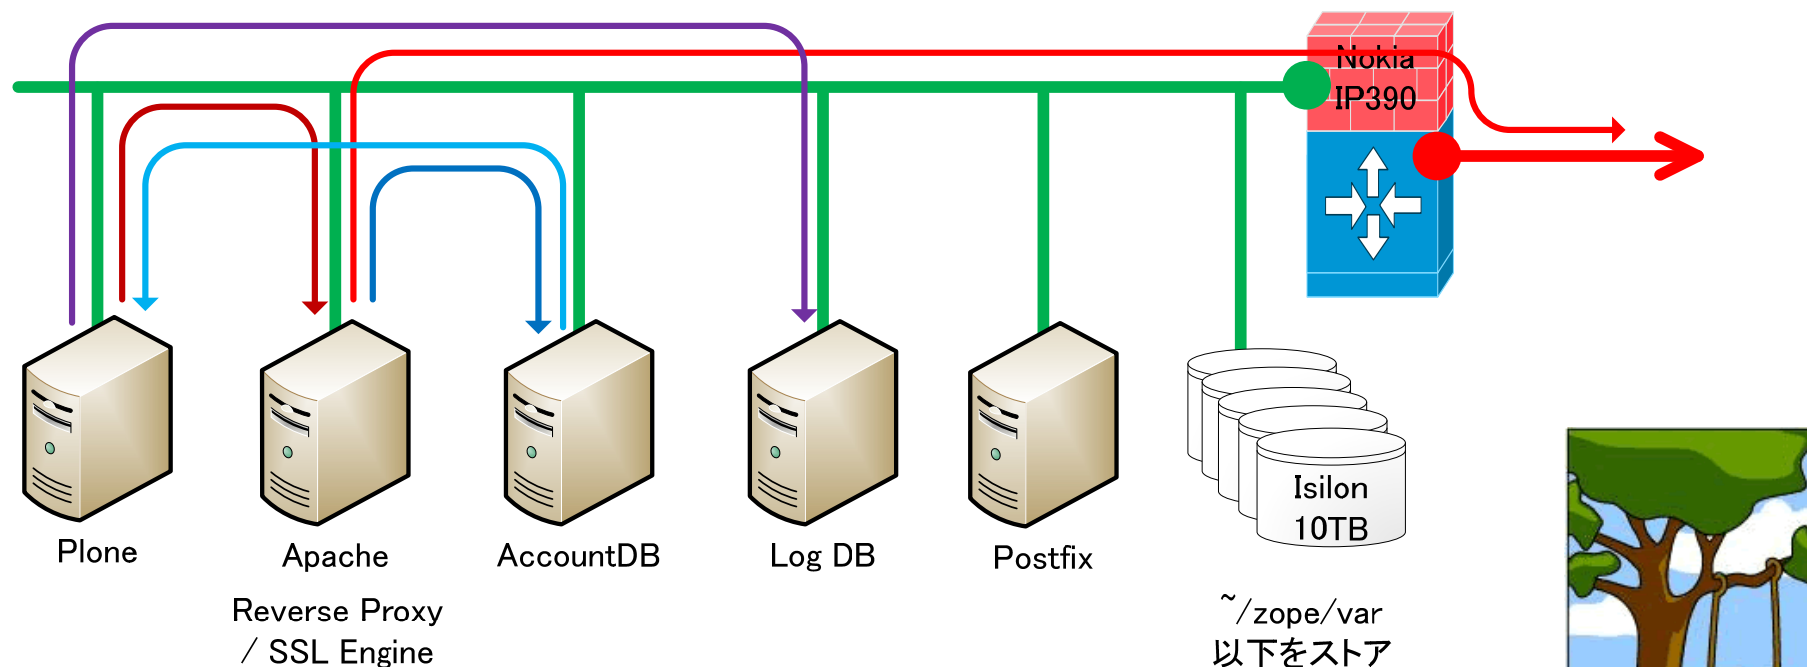 Nokia
IP390
Isilon
10TB
Plone
Apache
AccountDB
Log DB
Postfix
Reverse Proxy
/ SSL Engine
~/zope/var
以下をストア